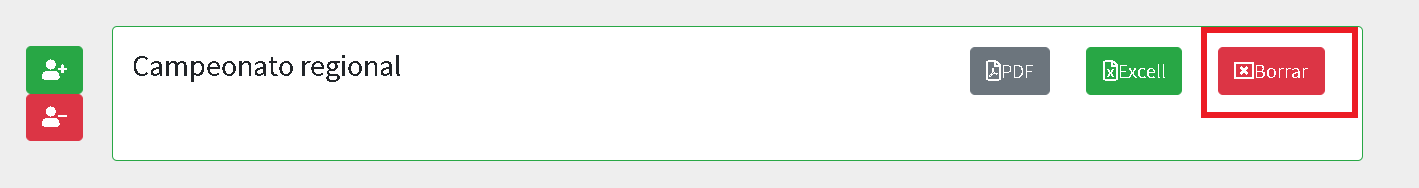 Campeonato regional
PDF
Excell
Borrar